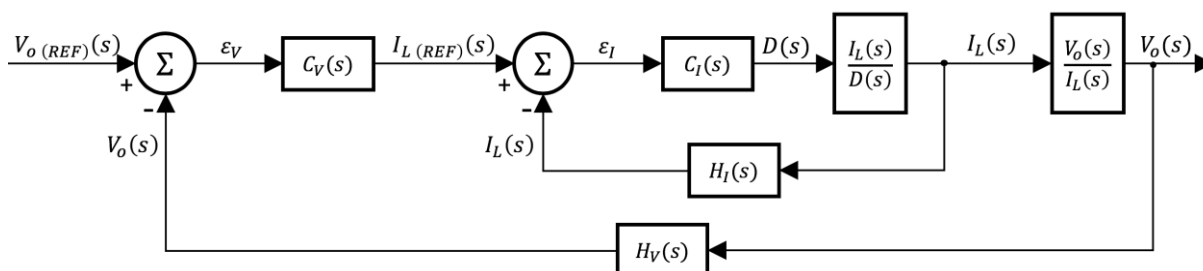 V_o (REF)(s)
+
-
Σ
ε_V
C_V(s)
I_L (REF)(s)
+
-
Σ
ε_I
C_I(s)
D(s)
I_L(s)
D(s)
I_L(s)
V_o(s)
I_L(s)
V_o(s)
V_o(s)
I_L(s)
H_I(s)
H_V(s)